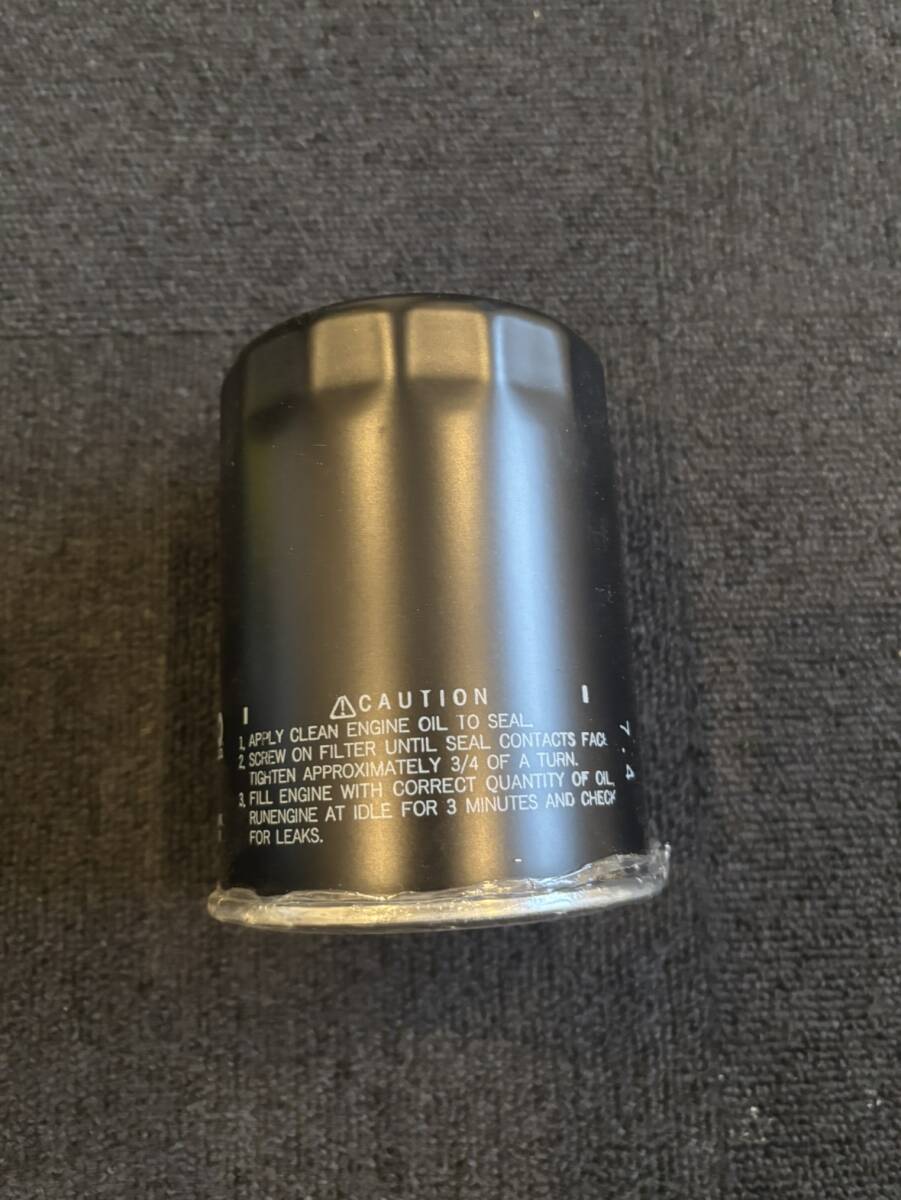 ⚠CAUTION
1. APPLY CLEAN ENGINE OIL TO SEAL.
2. SCREW ON FILTER UNTIL SEAL CONTACTS FACE
TIGHTEN APPROXIMATELY 3/4 OF A TURN.
3. FILL ENGINE WITH CORRECT QUANTITY OF OIL,
RUNENGINE AT IDLE FOR 3 MINUTES AND CHECK
FOR LEAKS.
7.4